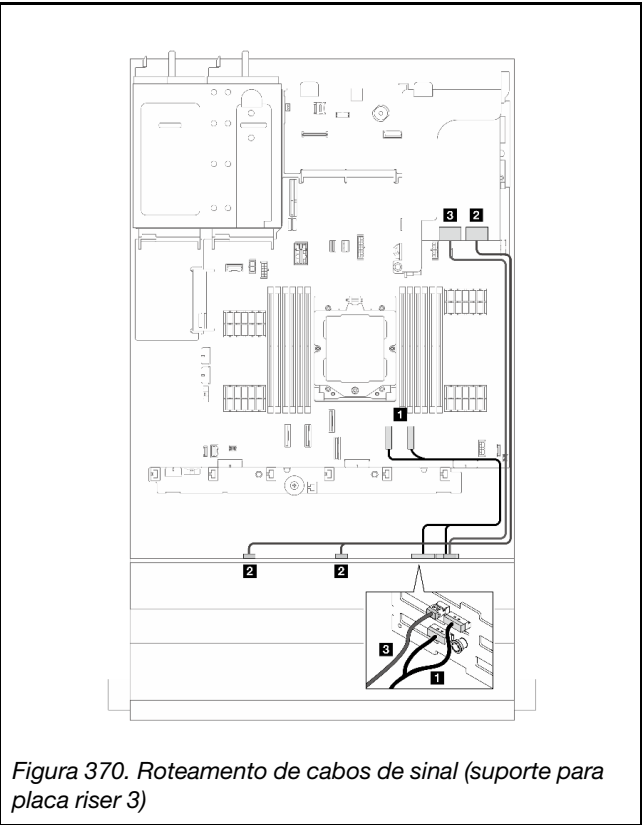 3 2
1
2 2
3
1
Figura 370. Roteamento de cabos de sinal (suporte para
placa riser 3)